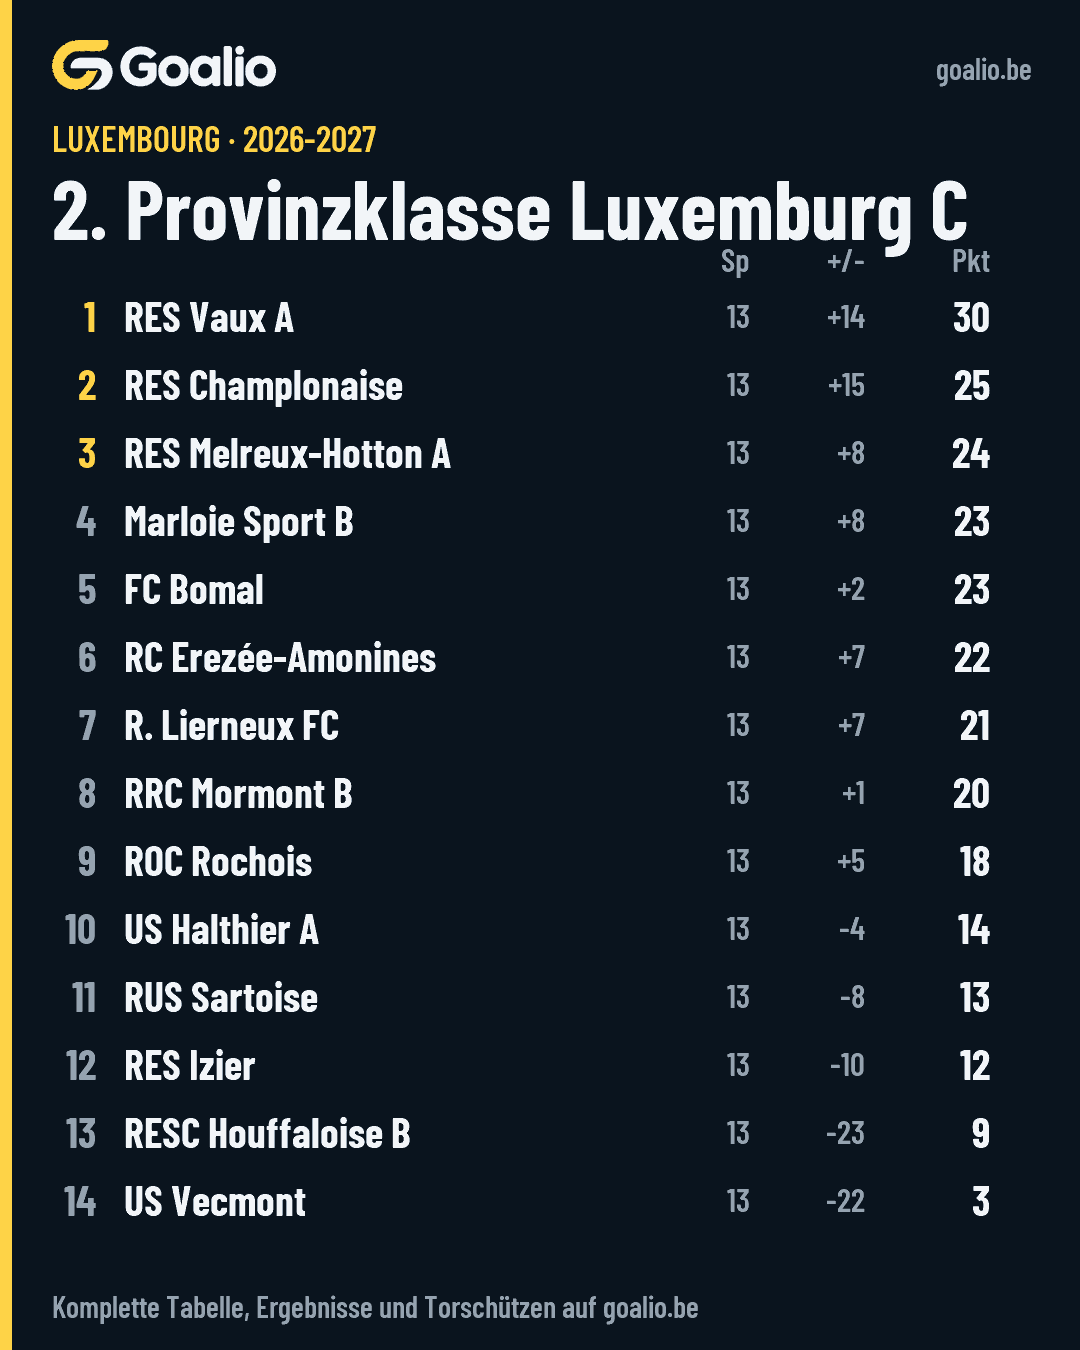 Goalio
goalio.be
LUXEMBOURG · 2026-2027
2. Provinzklasse Luxemburg C
Sp +/- Pkt
1 RES Vaux A 13 +14 30
2 RES Champlonaise 13 +15 25
3 RES Melreux-Hotton A 13 +8 24
4 Marloie Sport B 13 +8 23
5 FC Bomal 13 +2 23
6 RC Erezée-Amonines 13 +7 22
7 R. Lierneux FC 13 +7 21
8 RRC Mormont B 13 +1 20
9 ROC Rochois 13 +5 18
10 US Halthier A 13 -4 14
11 RUS Sartoise 13 -8 13
12 RES Izier 13 -10 12
13 RESC Houffaloise B 13 -23 9
14 US Vecmont 13 -22 3
Komplette Tabelle, Ergebnisse und Torschützen auf goalio.be